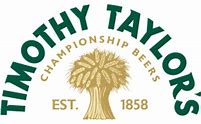 TIMOTHY TAYLOR'S
CHAMPIONSHIP BEERS
EST. 1858